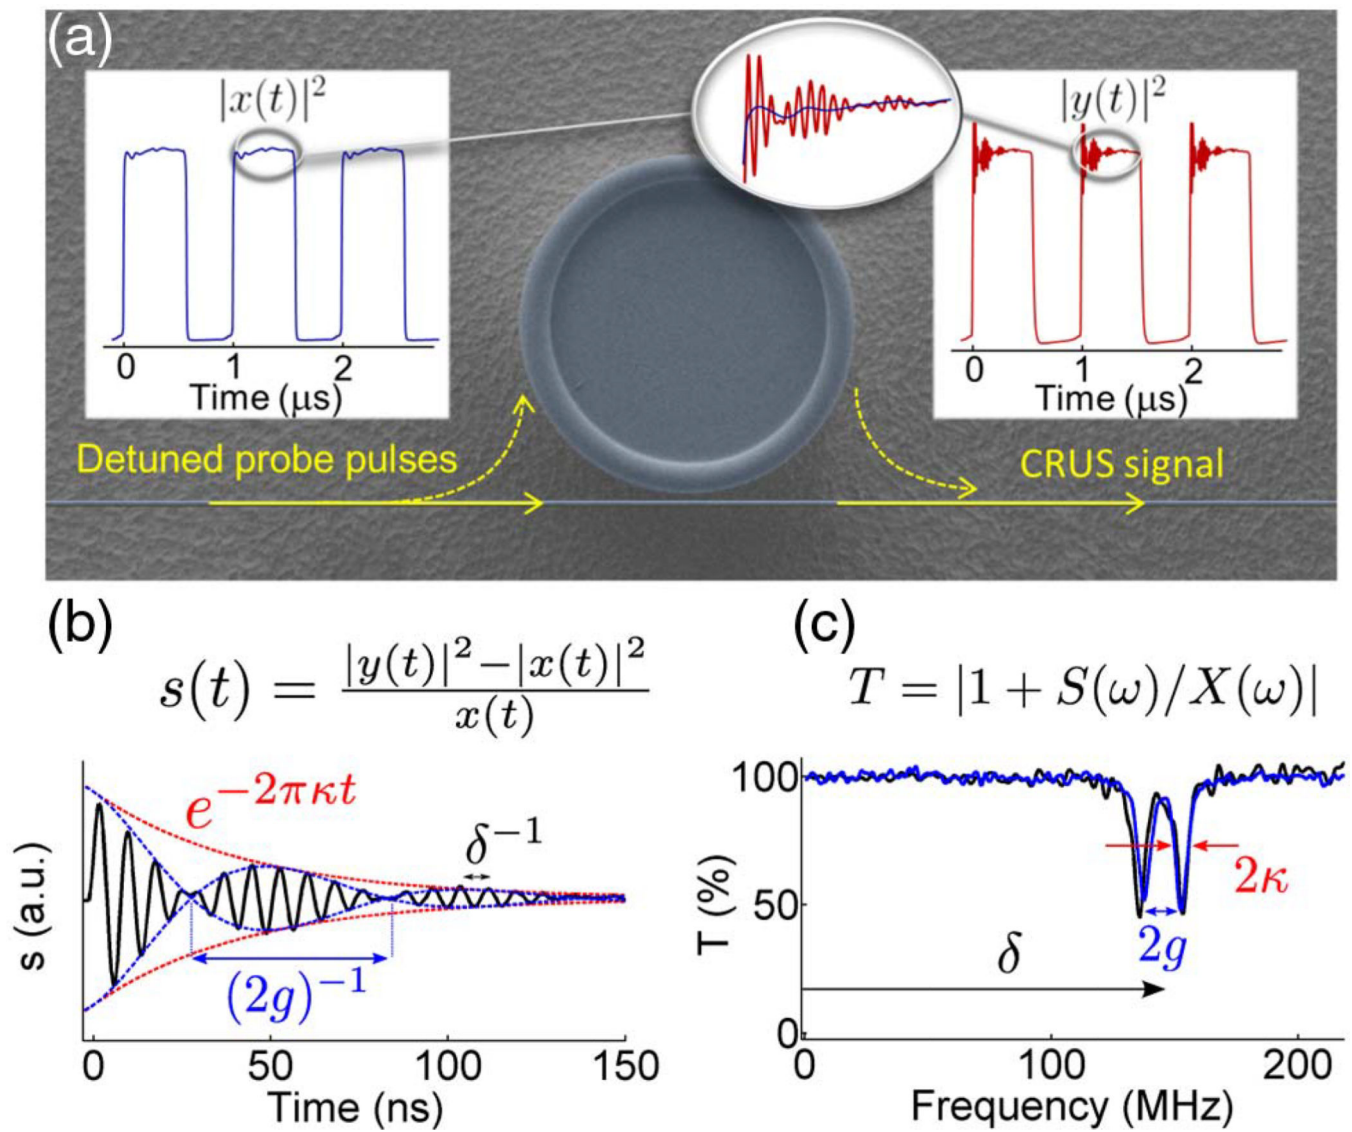 (a)
|x(t)|²
0 1 2
Time (μs)
|y(t)|²
0 1 2
Time (μs)
Detuned probe pulses
CRUS signal
(b)
s(t) = (|y(t)|² − |x(t)|²) / x(t)
e^{−2πκt}
δ⁻¹
(2g)⁻¹
s (a.u.)
0 50 100 150
Time (ns)
(c)
T = |1 + S(ω)/X(ω)|
100
50
0
T (%)
2κ
2g
δ
0 100 200
Frequency (MHz)